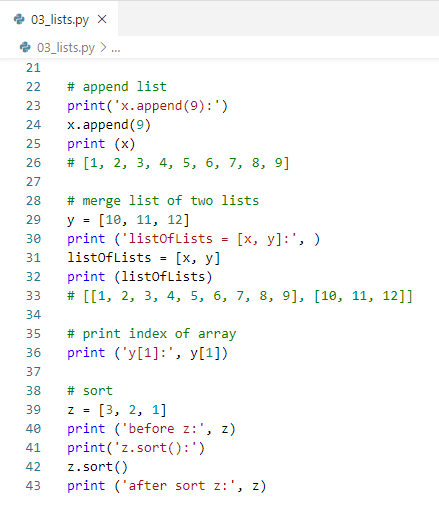 03_lists.py ×
03_lists.py > ...
21
22 # append list
23 print('x.append(9):')
24 x.append(9)
25 print (x)
26 # [1, 2, 3, 4, 5, 6, 7, 8, 9]
27
28 # merge list of two lists
29 y = [10, 11, 12]
30 print ('listOfLists = [x, y]:', )
31 listOfLists = [x, y]
32 print (listOfLists)
33 # [[1, 2, 3, 4, 5, 6, 7, 8, 9], [10, 11, 12]]
34
35 # print index of array
36 print ('y[1]:', y[1])
37
38 # sort
39 z = [3, 2, 1]
40 print ('before z:', z)
41 print('z.sort():')
42 z.sort()
43 print ('after sort z:', z)